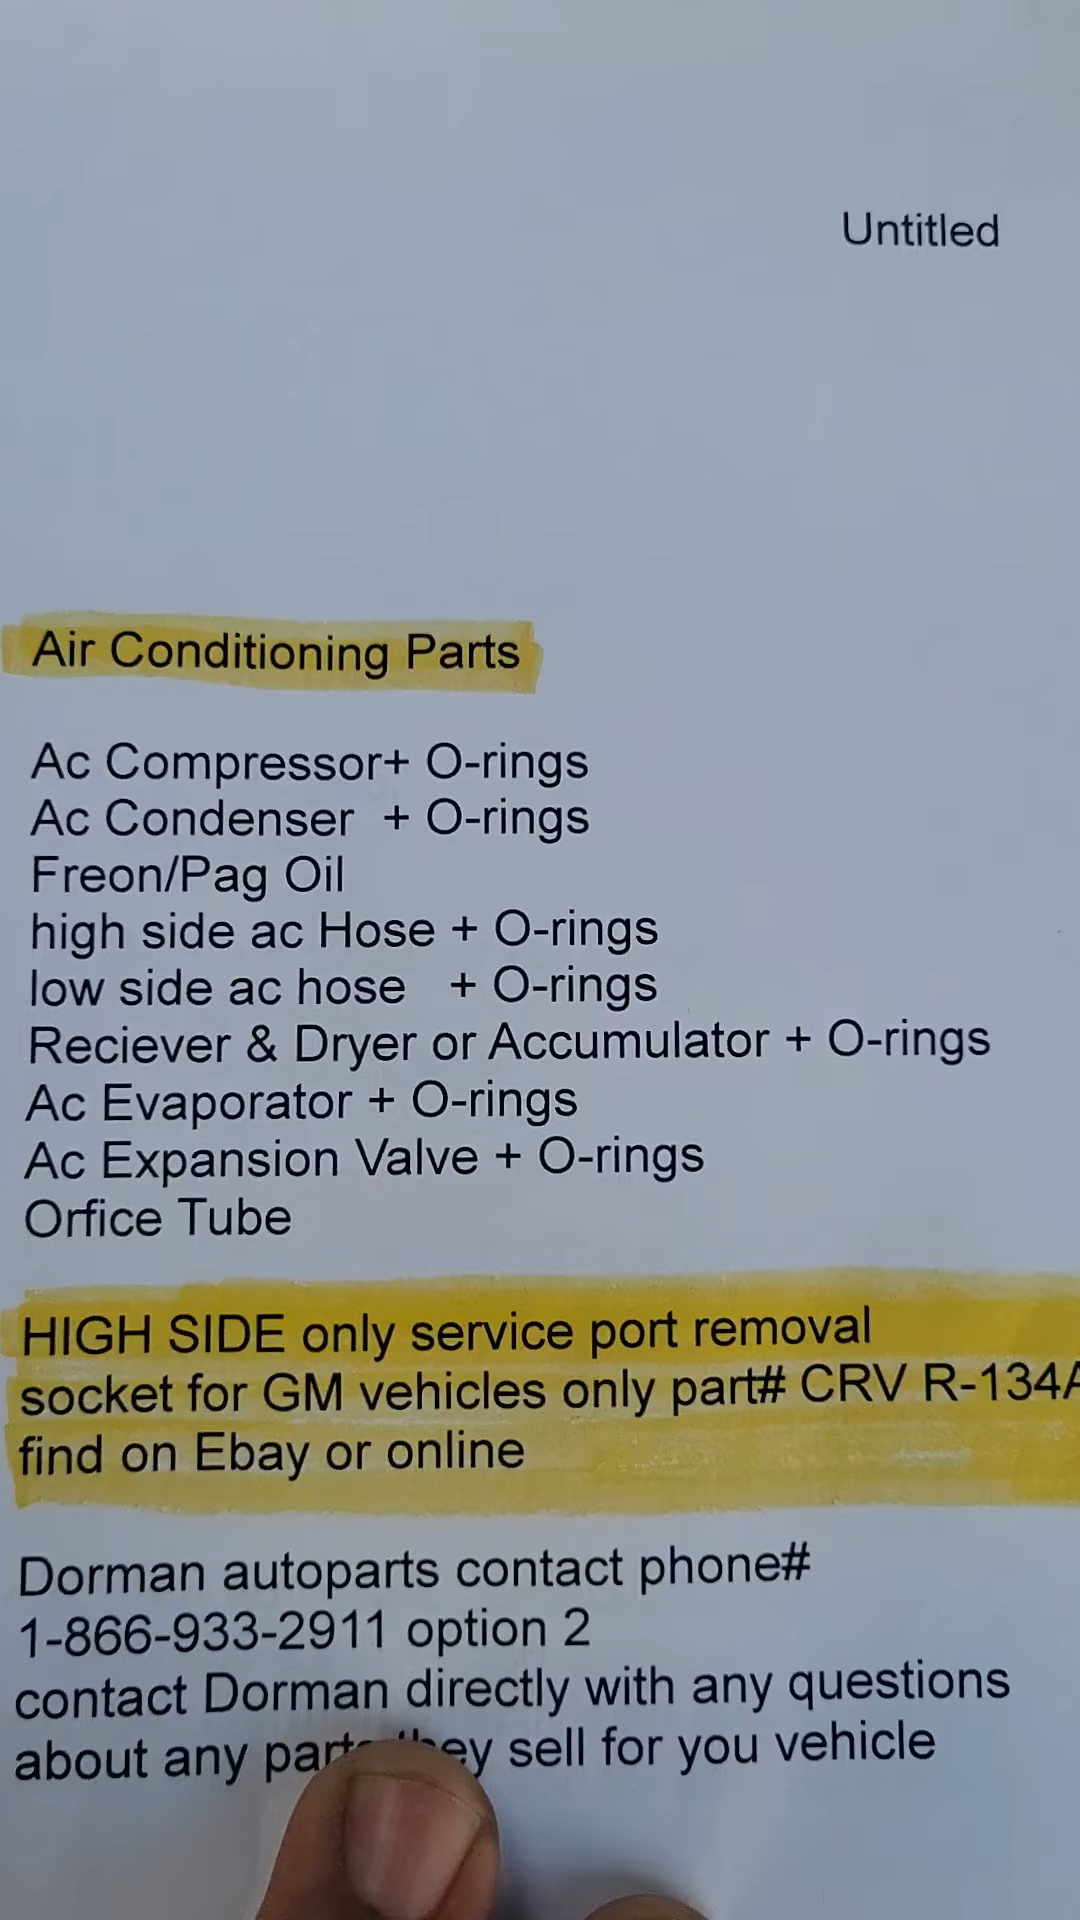 Untitled
Air Conditioning Parts
Ac Compressor+ O-rings
Ac Condenser + O-rings
Freon/Pag Oil
high side ac Hose + O-rings
low side ac hose + O-rings
Reciever & Dryer or Accumulator + O-rings
Ac Evaporator + O-rings
Ac Expansion Valve + O-rings
Orfice Tube
HIGH SIDE only service port removal
socket for GM vehicles only part# CRV R-134A
find on Ebay or online
Dorman autoparts contact phone#
1-866-933-2911 option 2
contact Dorman directly with any questions
about any parts they sell for you vehicle